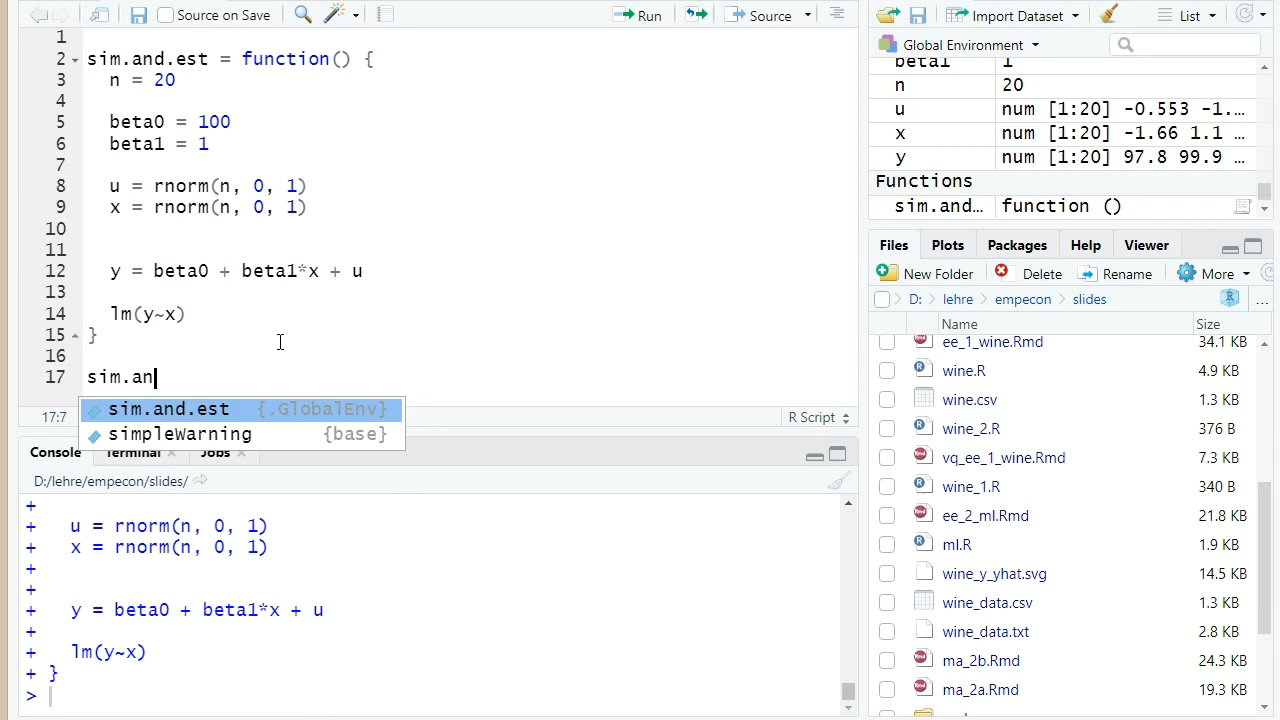 Source on Save
Run
Source
Import Dataset
List
1
2 sim.and.est = function() {
3 n = 20
4
5 beta0 = 100
6 beta1 = 1
7
8 u = rnorm(n, 0, 1)
9 x = rnorm(n, 0, 1)
10
11
12 y = beta0 + beta1*x + u
13
14 lm(y~x)
15 }
16
17 sim.an
sim.and.est {.GlobalEnv}
simpleWarning {base}
17:7
R Script
Console Terminal Jobs
D:/lehre/empecon/slides/
+
+ u = rnorm(n, 0, 1)
+ x = rnorm(n, 0, 1)
+
+
+ y = beta0 + beta1*x + u
+
+ lm(y~x)
+ }
>
Global Environment
beta1 1
n 20
u num [1:20] -0.553 -1...
x num [1:20] -1.66 1.1 ...
y num [1:20] 97.8 99.9 ...
Functions
sim.and… function ()
Files Plots Packages Help Viewer
New Folder Delete Rename More
D: lehre empecon slides ...
Name Size
ee_1_wine.Rmd 34.1 KB
wine.R 4.9 KB
wine.csv 1.3 KB
wine_2.R 376 B
vq_ee_1_wine.Rmd 7.3 KB
wine_1.R 340 B
ee_2_ml.Rmd 21.8 KB
ml.R 1.9 KB
wine_y_yhat.svg 14.5 KB
wine_data.csv 1.3 KB
wine_data.txt 2.8 KB
ma_2b.Rmd 24.3 KB
ma_2a.Rmd 19.3 KB